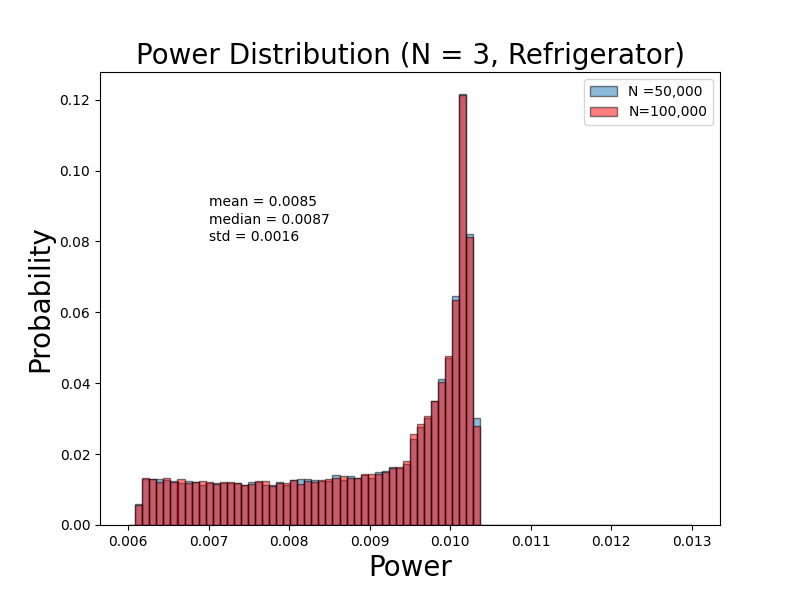 Power Distribution (N = 3, Refrigerator)
N =50,000
N=100,000
mean = 0.0085
median = 0.0087
std = 0.0016
Probability
0.12
0.10
0.08
0.06
0.04
0.02
0.00
0.006 0.007 0.008 0.009 0.010 0.011 0.012 0.013
Power